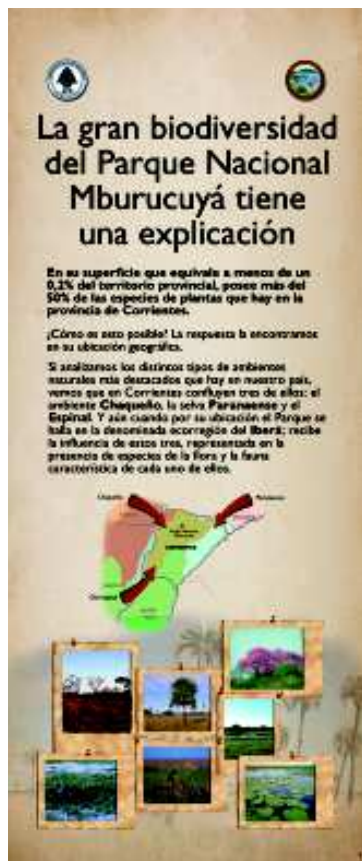 La gran biodiversidad
del Parque Nacional
Mburucuyá tiene
una explicación
En su superficie que equivale a menos de un
0,2% del territorio provincial, posee más del
50% de las especies de plantas que hay en la
provincia de Corrientes.
¿Cómo es esto posible? La respuesta la encontramos
en su ubicación geográfica.
Si analizamos los distintos tipos de ambientes
naturales más destacados que hay en nuestro país,
vemos que en Corrientes confluyen tres de ellos: el
ambiente Chaqueño, la selva Paranaense y el
Espinal. Y aún cuando por su ubicación el Parque se
halla en la denominada ecorregión del Iberá; recibe
la influencia de estos tres, representada en la
presencia de especies de la flora y la fauna
característica de cada uno de ellos.